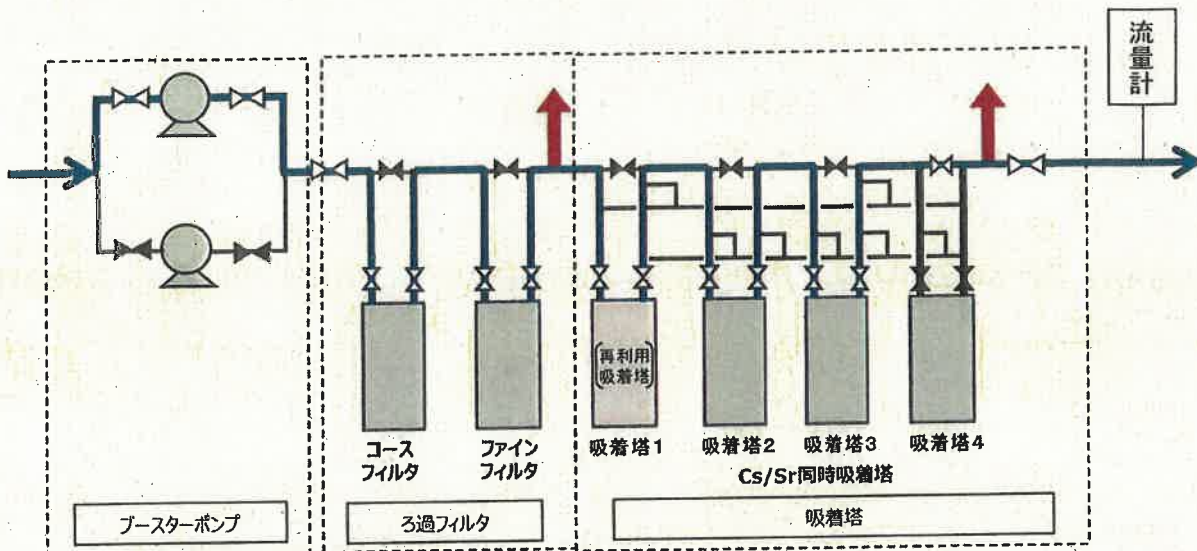 流量計
(再利用
吸着塔)
コース
フィルタ
ファイン
フィルタ
吸着塔1
吸着塔2
吸着塔3
吸着塔4
Cs/Sr同時吸着塔
ブースターポンプ
ろ過フィルタ
吸着塔